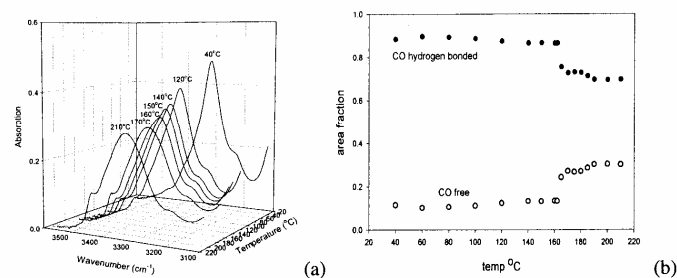 0.6
0.4
0.2
0.0
Absorption
40°C
120°C
140°C
150°C
160°C
170°C
210°C
3500
3400
3300
3200
3100
Wavenumber (cm⁻¹)
Temperature (°C)
(a)
1.0
0.8
0.6
0.4
0.2
0.0
area fraction
CO hydrogen bonded
CO free
20 40 60 80 100 120 140 160 180 200 220
temp °C
(b)